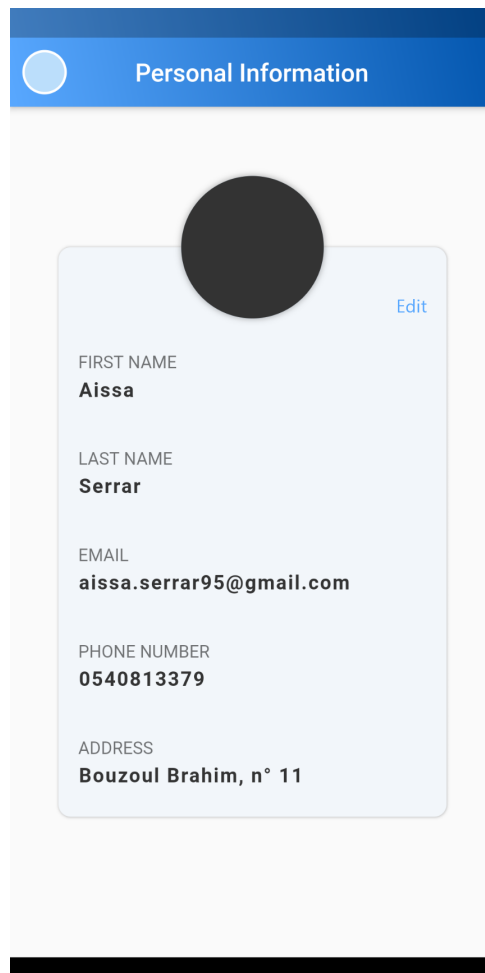 Personal Information
Edit
FIRST NAME
Aissa
LAST NAME
Serrar
EMAIL
aissa.serrar95@gmail.com
PHONE NUMBER
0540813379
ADDRESS
Bouzoul Brahim, n° 11